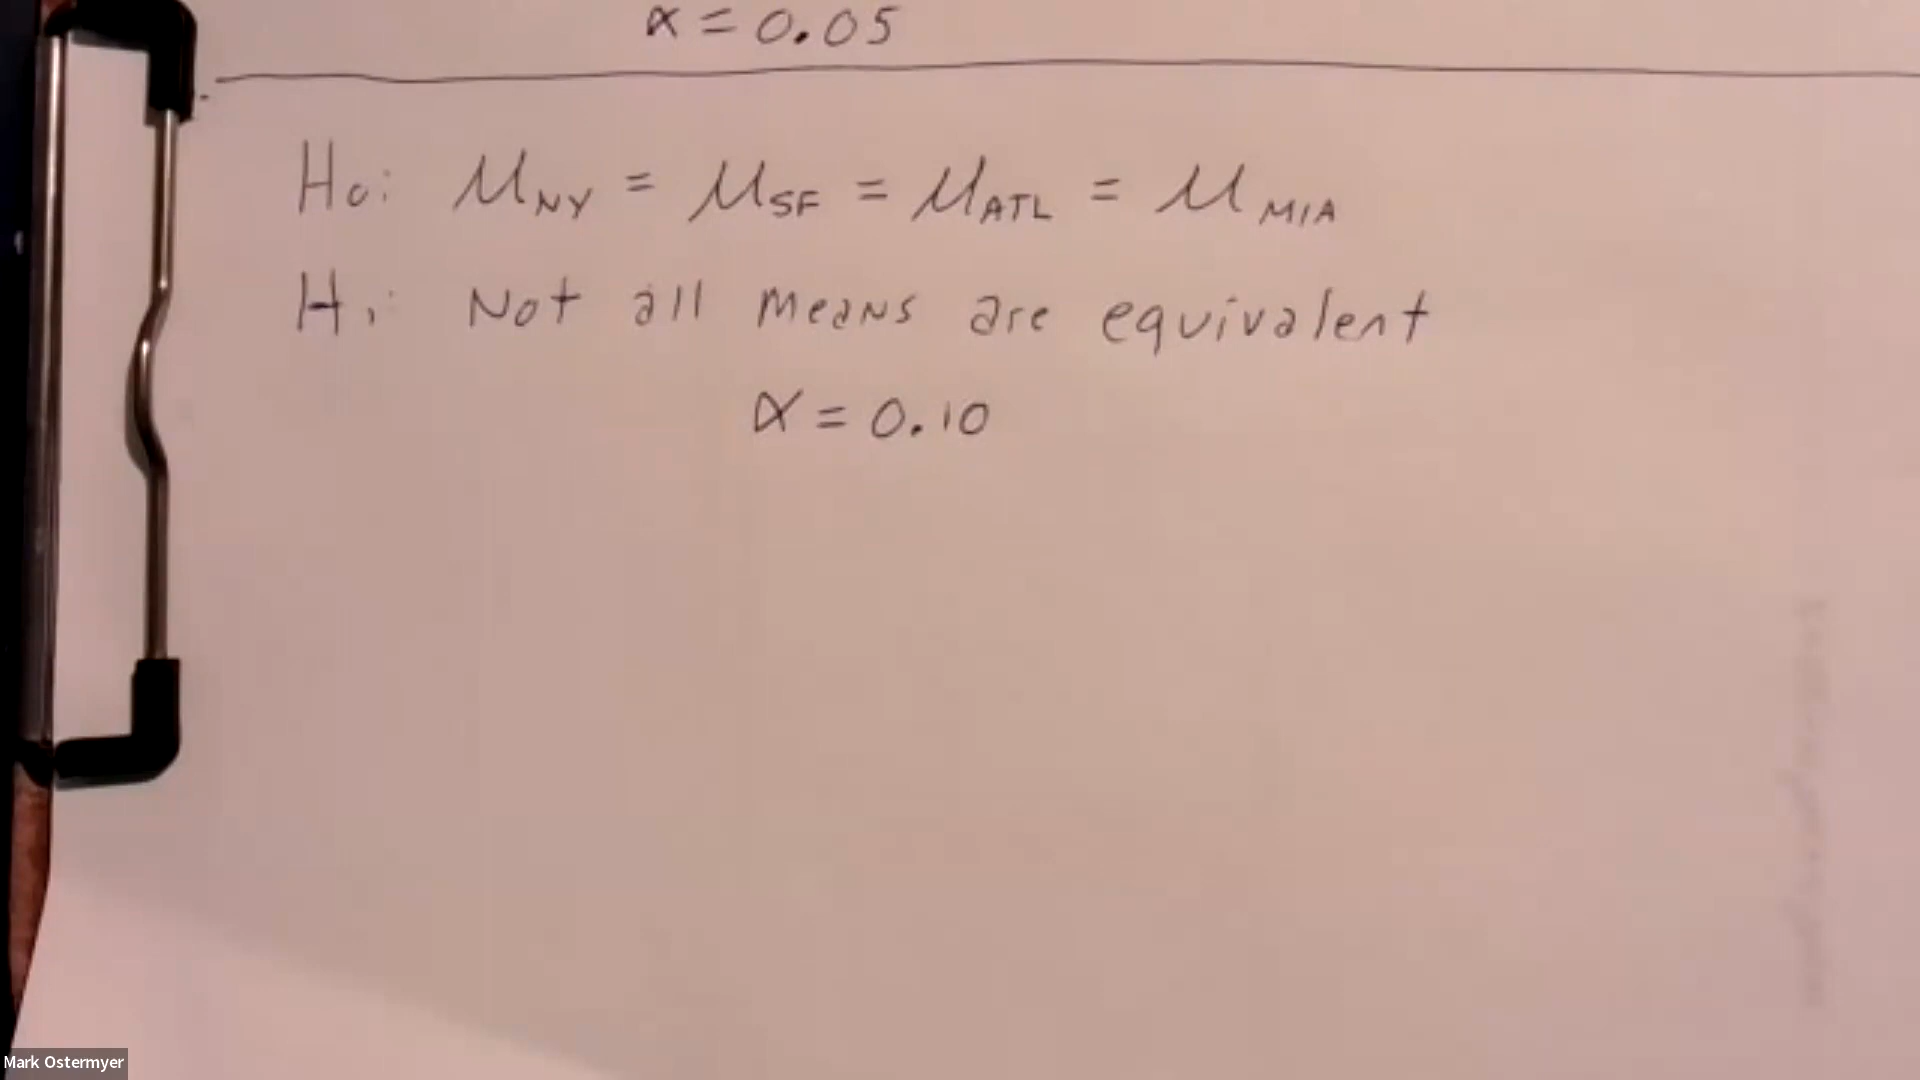 α = 0.05
H₀: μNY = μSF = μATL = μMIA
H₁: Not all means are equivalent
α = 0.10
Mark Ostermyer